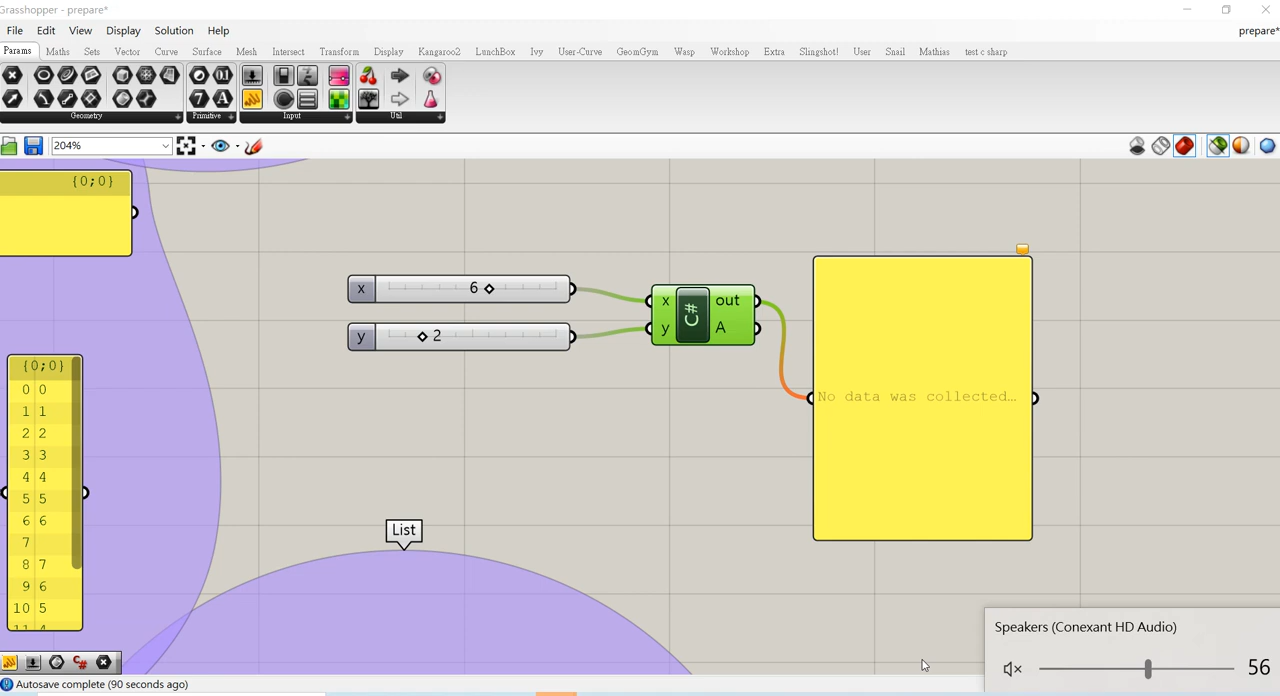 Grasshopper - prepare*
File Edit View Display Solution Help
prepare*
Params Maths Sets Vector Curve Surface Mesh Intersect Transform Display Kangaroo2 LunchBox Ivy User-Curve GeomGym Wasp Workshop Extra Slingshot! User Snail Mathias test c sharp
Geometry Primitive Input Util
204%
{0;0}
x 6
y 2
x C# out
y A
No data was collected…
{0;0}
0 0
1 1
2 2
3 3
4 4
5 5
6 6
7
8 7
9 6
10 5
11 4
List
Speakers (Conexant HD Audio)
56
Autosave complete (90 seconds ago)